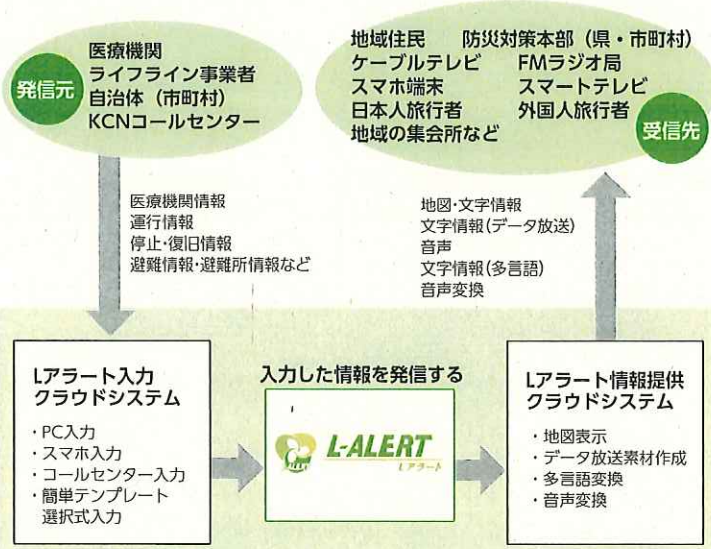 発信元
医療機関
ライフライン事業者
自治体（市町村）
KCNコールセンター
地域住民　防災対策本部（県・市町村）
ケーブルテレビ　FMラジオ局
スマホ端末　スマートテレビ
日本人旅行者　外国人旅行者
地域の集会所など
受信先
医療機関情報
運行情報
停止・復旧情報
避難情報・避難所情報など
地図・文字情報
文字情報（データ放送）
音声
文字情報（多言語）
音声変換
Lアラート入力
クラウドシステム
・PC入力
・スマホ入力
・コールセンター入力
・簡単テンプレート
選択式入力
入力した情報を発信する
L-ALERT
Lアラート
Lアラート情報提供
クラウドシステム
・地図表示
・データ放送素材作成
・多言語変換
・音声変換